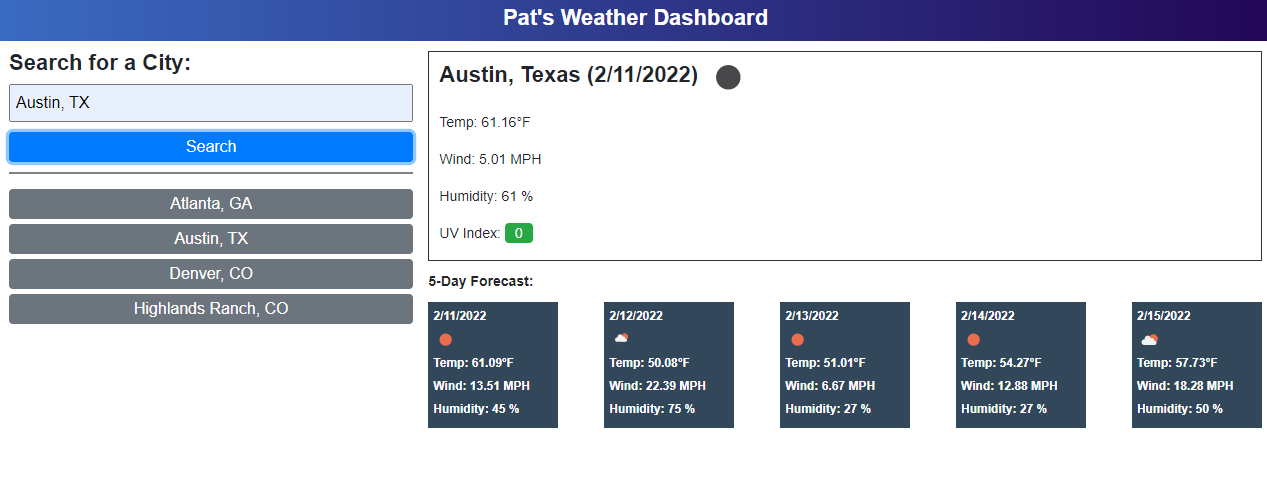 Pat's Weather Dashboard
Search for a City:
Austin, TX
Search
Atlanta, GA
Austin, TX
Denver, CO
Highlands Ranch, CO
Austin, Texas (2/11/2022)
Temp: 61.16°F
Wind: 5.01 MPH
Humidity: 61 %
UV Index: 0
5-Day Forecast:
2/11/2022
Temp: 61.09°F
Wind: 13.51 MPH
Humidity: 45 %
2/12/2022
Temp: 50.08°F
Wind: 22.39 MPH
Humidity: 75 %
2/13/2022
Temp: 51.01°F
Wind: 6.67 MPH
Humidity: 27 %
2/14/2022
Temp: 54.27°F
Wind: 12.88 MPH
Humidity: 27 %
2/15/2022
Temp: 57.73°F
Wind: 18.28 MPH
Humidity: 50 %